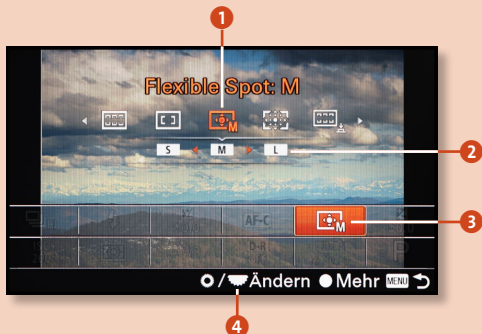 1
Flexible Spot: M
M
S M L
2
AF-C
M
3
D-R
P
/ Ändern Mehr MENU
4